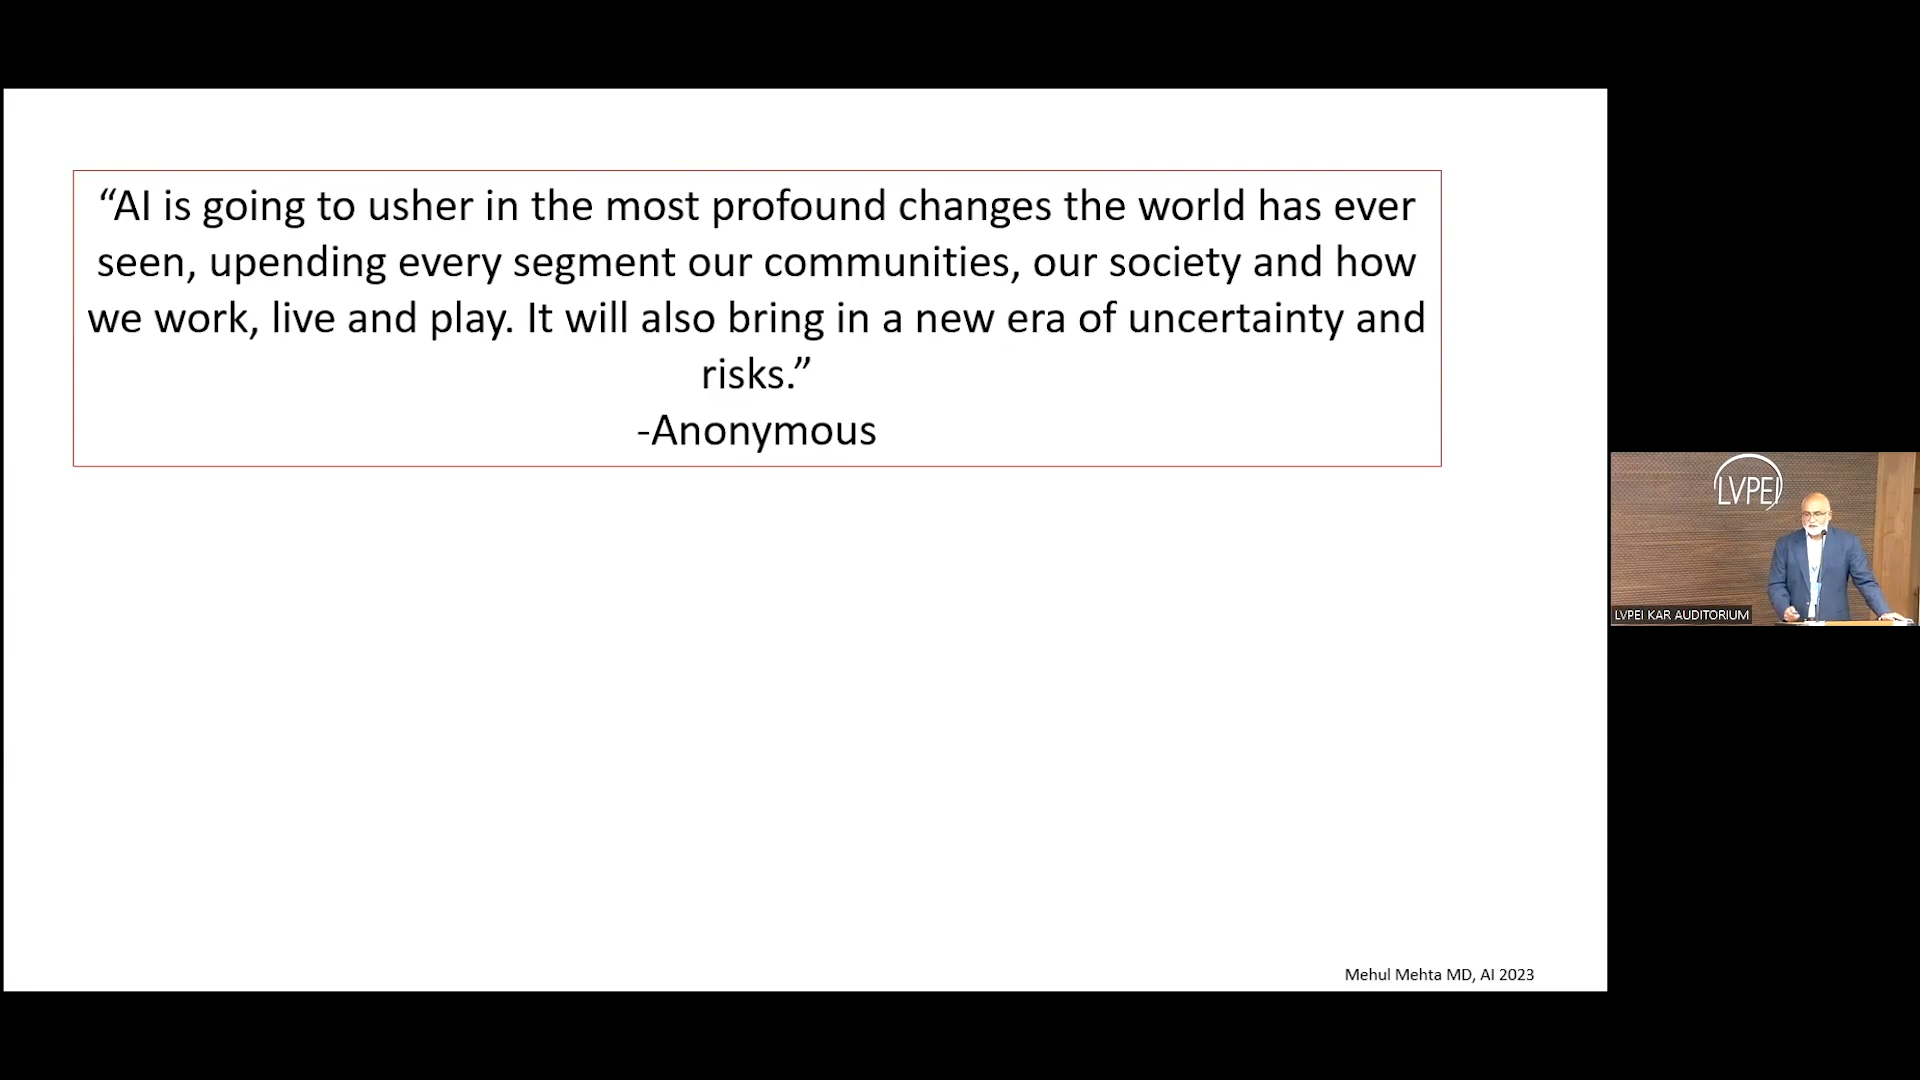 “AI is going to usher in the most profound changes the world has ever
seen, upending every segment our communities, our society and how
we work, live and play. It will also bring in a new era of uncertainty and
risks.”
-Anonymous
LVPEI
LVPEI KAR AUDITORIUM
Mehul Mehta MD, AI 2023